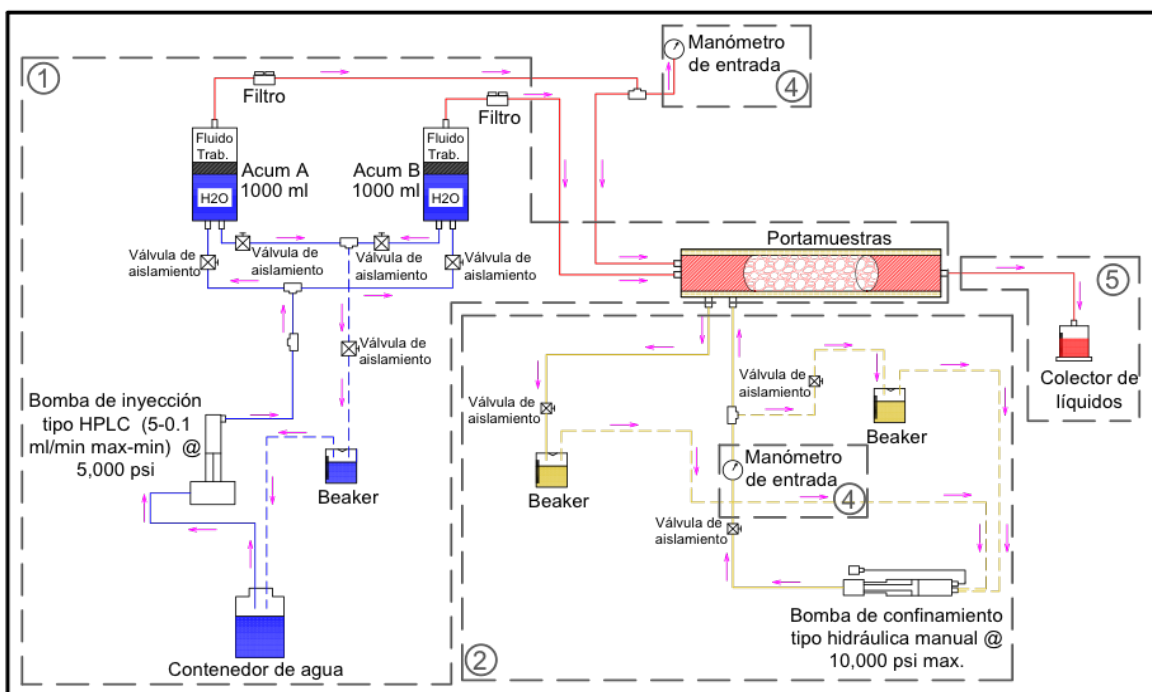 1
Filtro
Filtro
Manómetro
de entrada
4
Fluido
Trab.
H2O
Acum A
1000 ml
Fluido
Trab.
H2O
Acum B
1000 ml
Válvula de
aislamiento
Válvula de
aislamiento
Válvula de
aislamiento
Válvula de
aislamiento
Válvula de
aislamiento
Portamuestras
5
Colector de
líquidos
Bomba de inyección
tipo HPLC (5-0.1
ml/min max-min) @
5,000 psi
Beaker
Contenedor de agua
Válvula de
aislamiento
Beaker
Válvula de
aislamiento
Beaker
Manómetro
de entrada
4
Válvula de
aislamiento
Bomba de confinamiento
tipo hidráulica manual @
10,000 psi max.
2